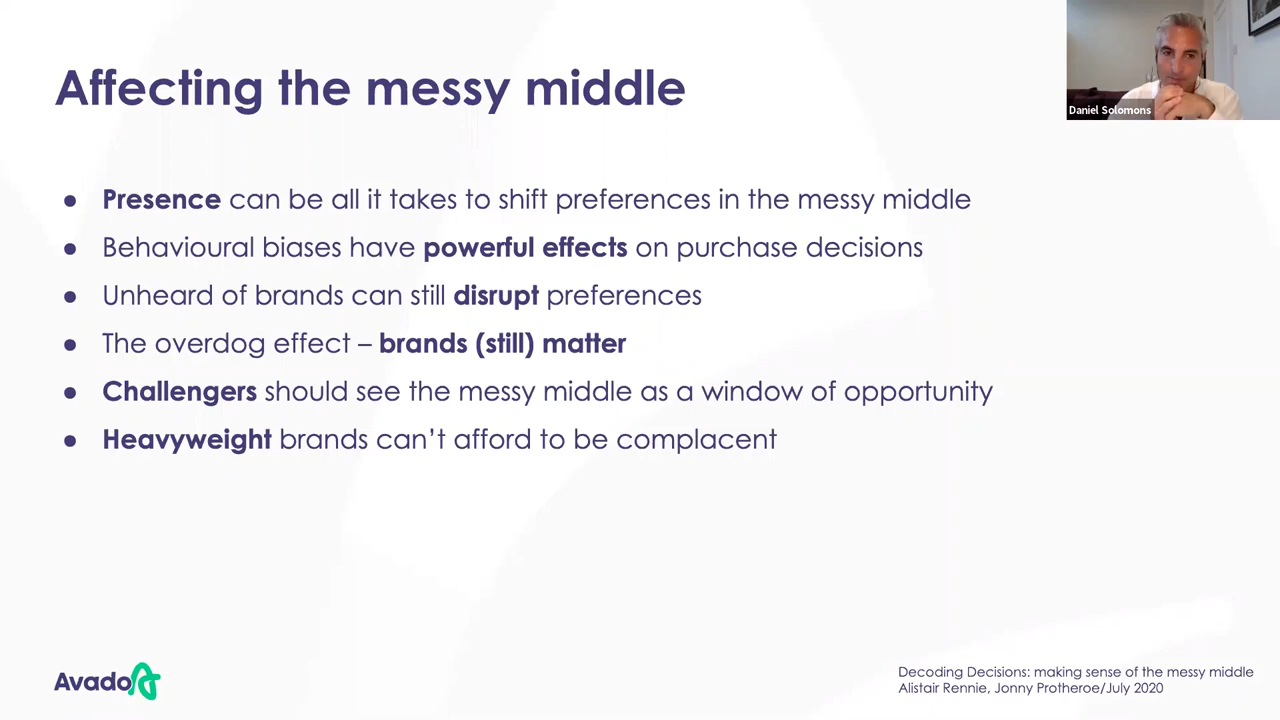 Affecting the messy middle
Daniel Solomons
● Presence can be all it takes to shift preferences in the messy middle
● Behavioural biases have powerful effects on purchase decisions
● Unheard of brands can still disrupt preferences
● The overdog effect – brands (still) matter
● Challengers should see the messy middle as a window of opportunity
● Heavyweight brands can’t afford to be complacent
Avado
Decoding Decisions: making sense of the messy middle
Alistair Rennie, Jonny Protheroe/July 2020